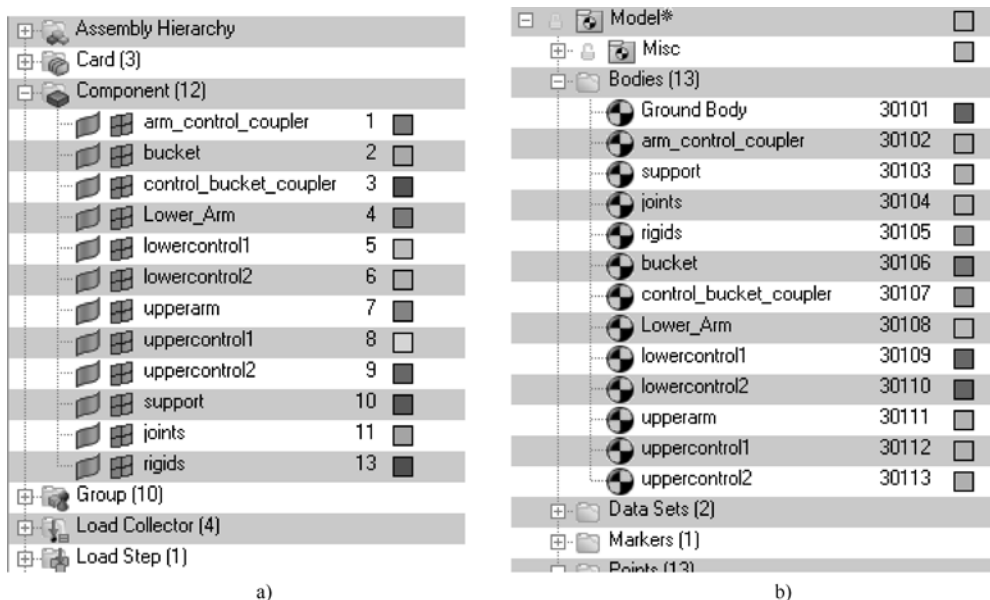 Assembly Hierarchy
Card (3)
Component (12)
arm_control_coupler 1
bucket 2
control_bucket_coupler 3
Lower_Arm 4
lowercontrol1 5
lowercontrol2 6
upperarm 7
uppercontrol1 8
uppercontrol2 9
support 10
joints 11
rigids 13
Group (10)
Load Collector (4)
Load Step (1)
a)
Model*
Misc
Bodies (13)
Ground Body 30101
arm_control_coupler 30102
support 30103
joints 30104
rigids 30105
bucket 30106
control_bucket_coupler 30107
Lower_Arm 30108
lowercontrol1 30109
lowercontrol2 30110
upperarm 30111
uppercontrol1 30112
uppercontrol2 30113
Data Sets (2)
Markers (1)
Points (13)
b)